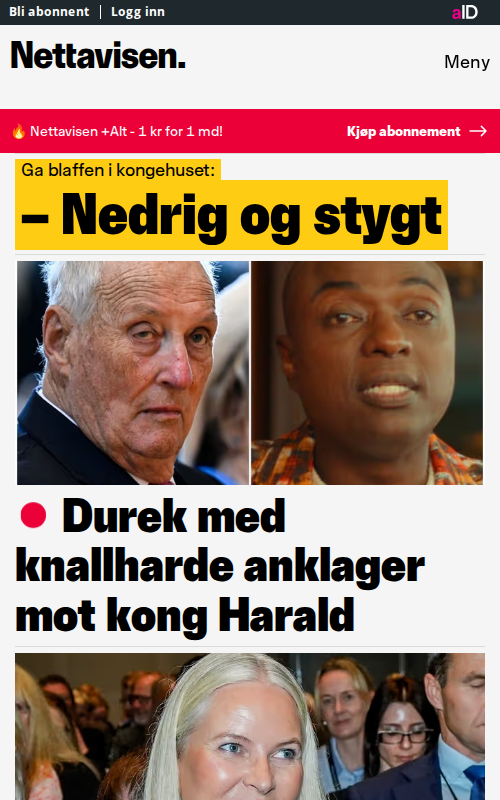 Bli abonnent | Logg inn
aID
Nettavisen.
Meny
🔥 Nettavisen +Alt - 1 kr for 1 md!
Kjøp abonnement →
Ga blaffen i kongehuset:
– Nedrig og stygt
Durek med
knallharde anklager
mot kong Harald